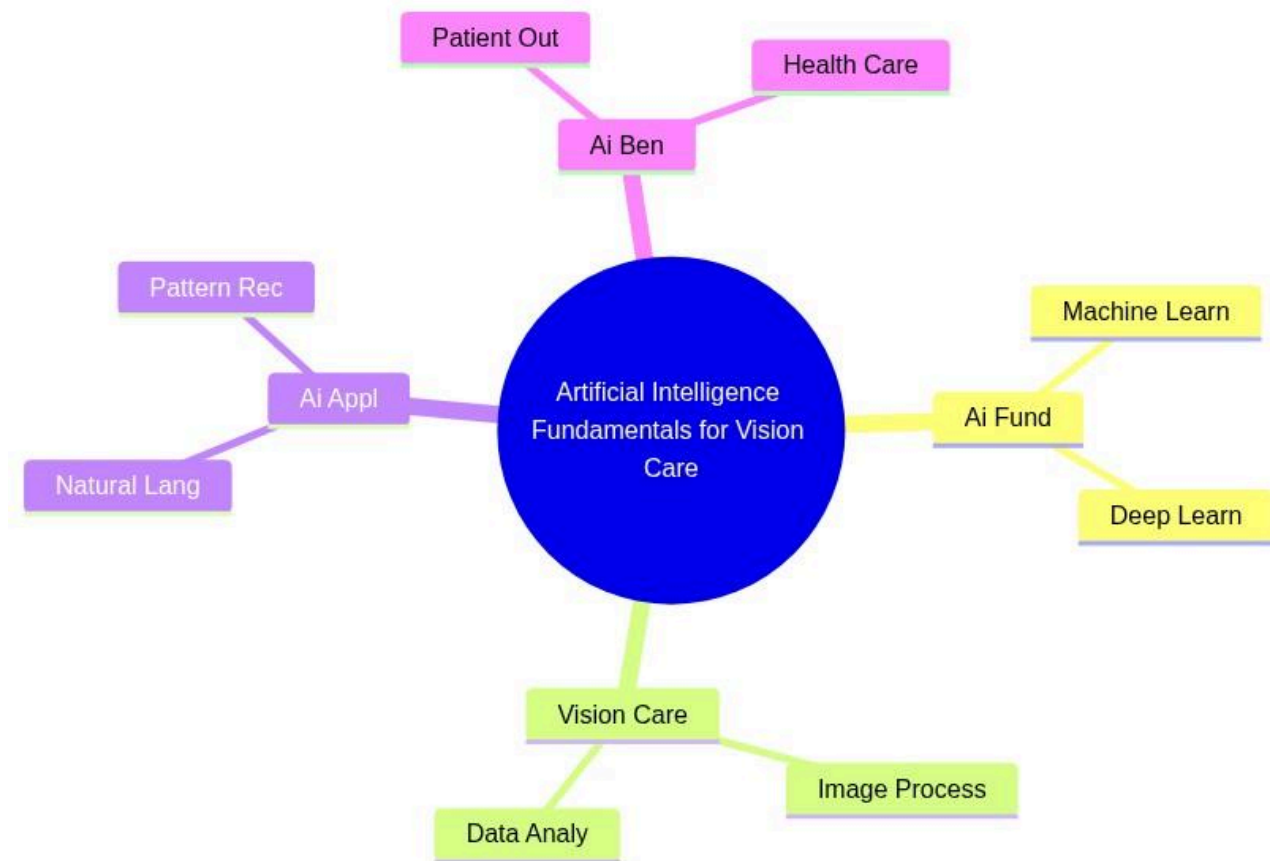 Patient Out
Health Care
Ai Ben
Pattern Rec
Machine Learn
Ai Appl
Artificial Intelligence
Fundamentals for Vision
Care
Ai Fund
Natural Lang
Deep Learn
Vision Care
Image Process
Data Analy